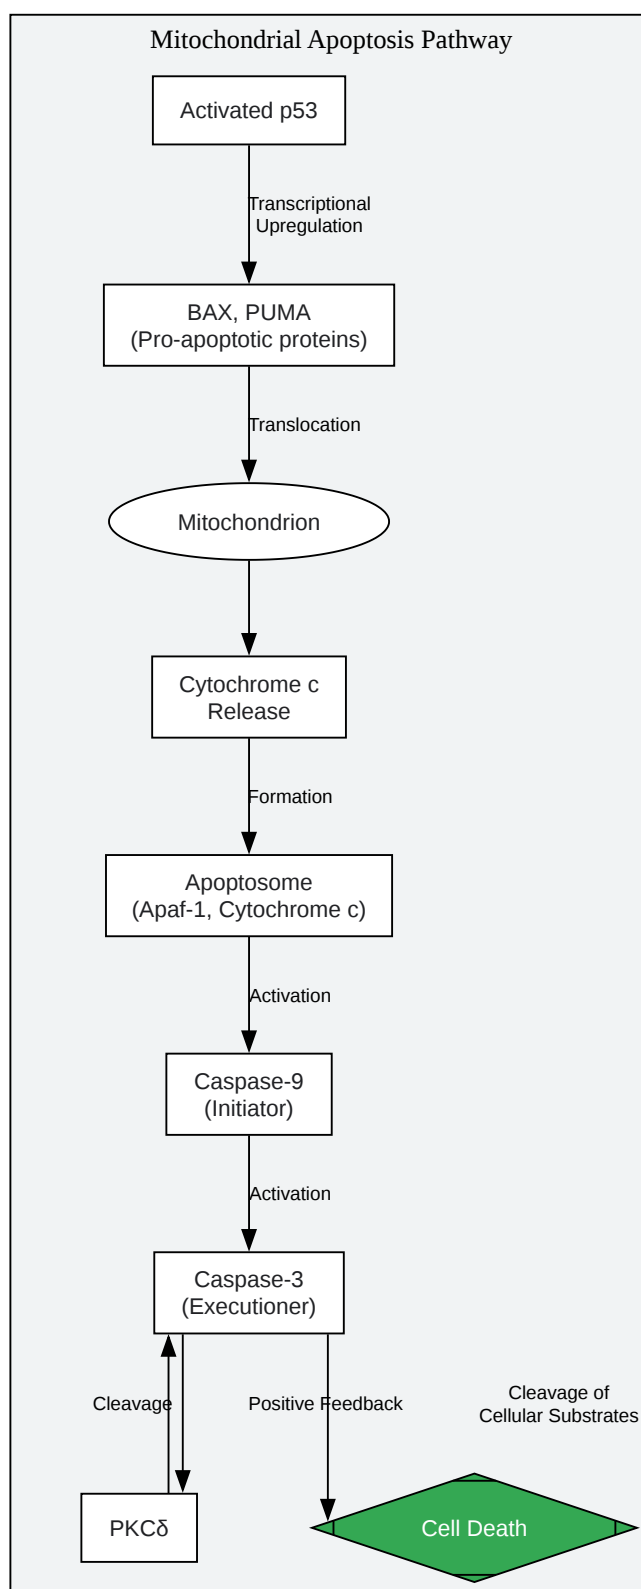 Mitochondrial Apoptosis Pathway
Activated p53
Transcriptional
Upregulation
BAX, PUMA
(Pro-apoptotic proteins)
Translocation
Mitochondrion
Cytochrome c
Release
Formation
Apoptosome
(Apaf-1, Cytochrome c)
Activation
Caspase-9
(Initiator)
Activation
Caspase-3
(Executioner)
Cleavage
Positive Feedback
Cleavage of
Cellular Substrates
PKCδ
Cell Death